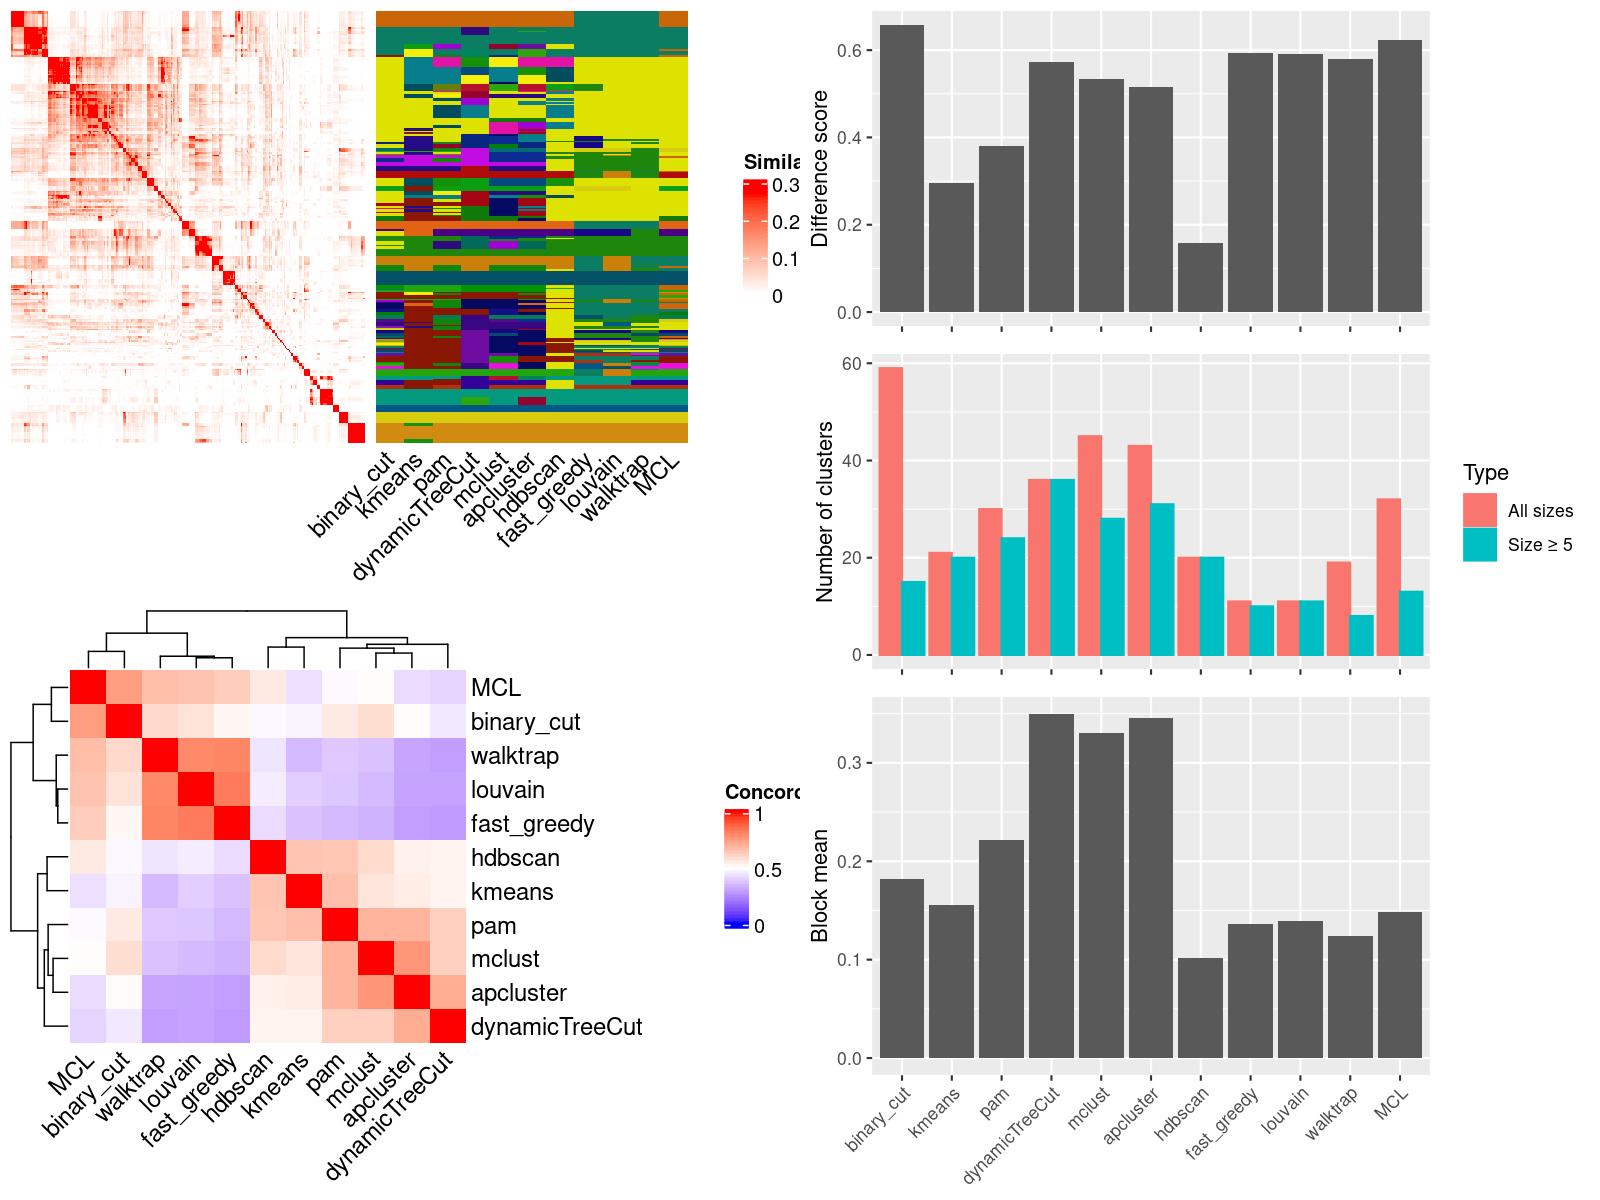 Simila
0.3
0.2
0.1
0
binary_cut
kmeans
pam
dynamicTreeCut
mclust
apcluster
hdbscan
fast_greedy
louvain
walktrap
MCL
Difference score
0.6
0.4
0.2
0.0
Number of clusters
60
40
20
0
Type
All sizes
Size ≥ 5
MCL
binary_cut
walktrap
louvain
fast_greedy
hdbscan
kmeans
pam
mclust
apcluster
dynamicTreeCut
MCL
binary_cut
walktrap
louvain
fast_greedy
hdbscan
kmeans
pam
mclust
apcluster
dynamicTreeCut
Concorc
1
0.5
0
Block mean
0.3
0.2
0.1
0.0
binary_cut
kmeans
pam
dynamicTreeCut
mclust
apcluster
hdbscan
fast_greedy
louvain
walktrap
MCL